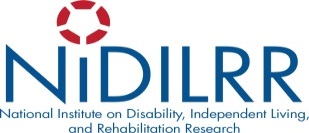 NIDILRR
National Institute on Disability, Independent Living,
and Rehabilitation Research